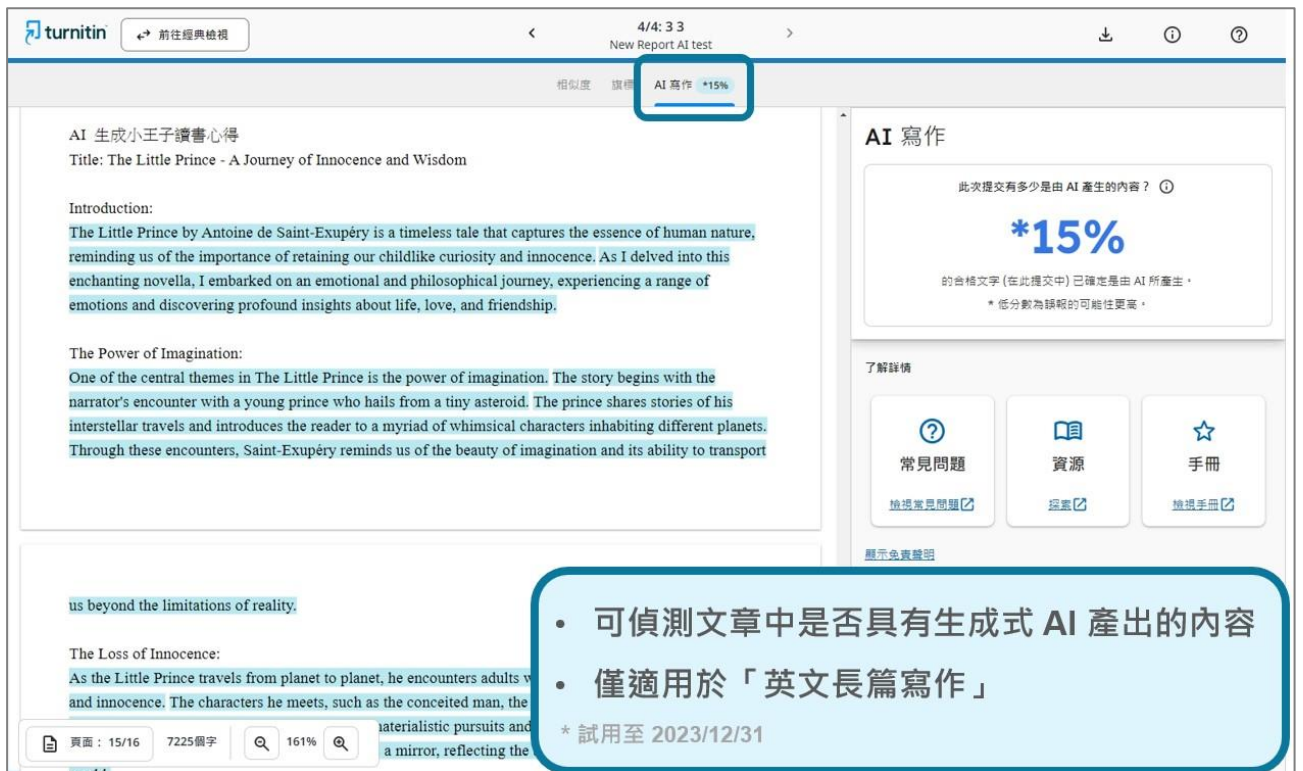 turnitin
前往經典檢視
4/4: 3 3
New Report AI test
相似度 旗標 AI 寫作 *15%
AI 生成小王子讀書心得
Title: The Little Prince - A Journey of Innocence and Wisdom
Introduction:
The Little Prince by Antoine de Saint-Exupéry is a timeless tale that captures the essence of human nature,
reminding us of the importance of retaining our childlike curiosity and innocence. As I delved into this
enchanting novella, I embarked on an emotional and philosophical journey, experiencing a range of
emotions and discovering profound insights about life, love, and friendship.
The Power of Imagination:
One of the central themes in The Little Prince is the power of imagination. The story begins with the
narrator's encounter with a young prince who hails from a tiny asteroid. The prince shares stories of his
interstellar travels and introduces the reader to a myriad of whimsical characters inhabiting different planets.
Through these encounters, Saint-Exupéry reminds us of the beauty of imagination and its ability to transport
us beyond the limitations of reality.
The Loss of Innocence:
As the Little Prince travels from planet to planet, he encounters adults
and innocence. The characters he meets, such as the conceited man, the
materialistic pursuits and
a mirror, reflecting the
頁面：15/16 7225個字 161%
AI 寫作
此次提交有多少是由 AI 產生的內容？
*15%
的合格文字 (在此提交中) 已確定是由 AI 所產生。
* 低分數為誤報的可能性更高。
了解詳情
常見問題
檢視常見問題
資源
探索
手冊
檢視手冊
顯示免責聲明
• 可偵測文章中是否具有生成式 AI 產出的內容
• 僅適用於「英文長篇寫作」
* 試用至 2023/12/31